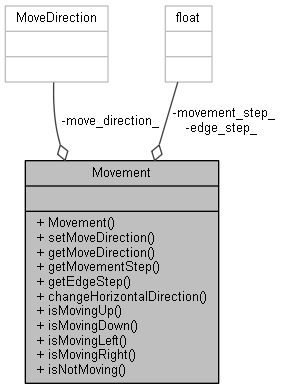 MoveDirection
float
-move_direction_
-movement_step_
-edge_step_
Movement
+ Movement()
+ setMoveDirection()
+ getMoveDirection()
+ getMovementStep()
+ getEdgeStep()
+ changeHorizontalDirection()
+ isMovingUp()
+ isMovingDown()
+ isMovingLeft()
+ isMovingRight()
+ isNotMoving()